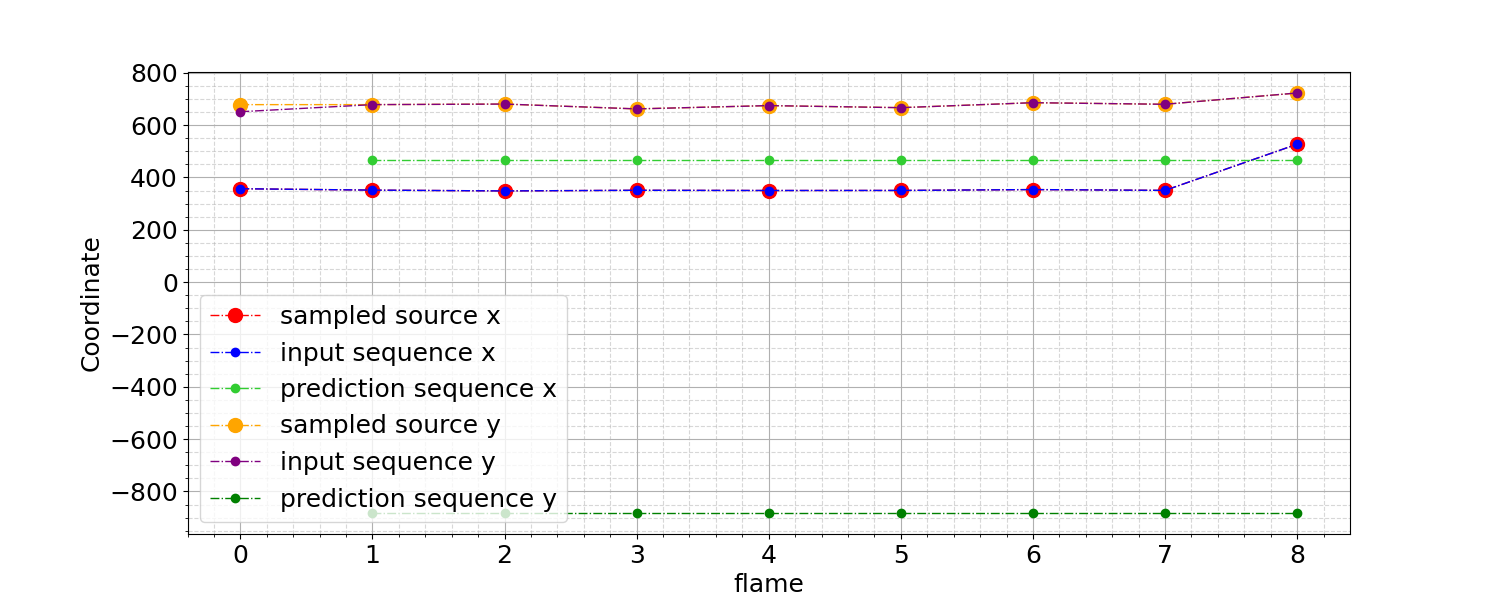 800
600
400
200
0
−200
−400
−600
−800
Coordinate
sampled source x
input sequence x
prediction sequence x
sampled source y
input sequence y
prediction sequence y
0 1 2 3 4 5 6 7 8
flame